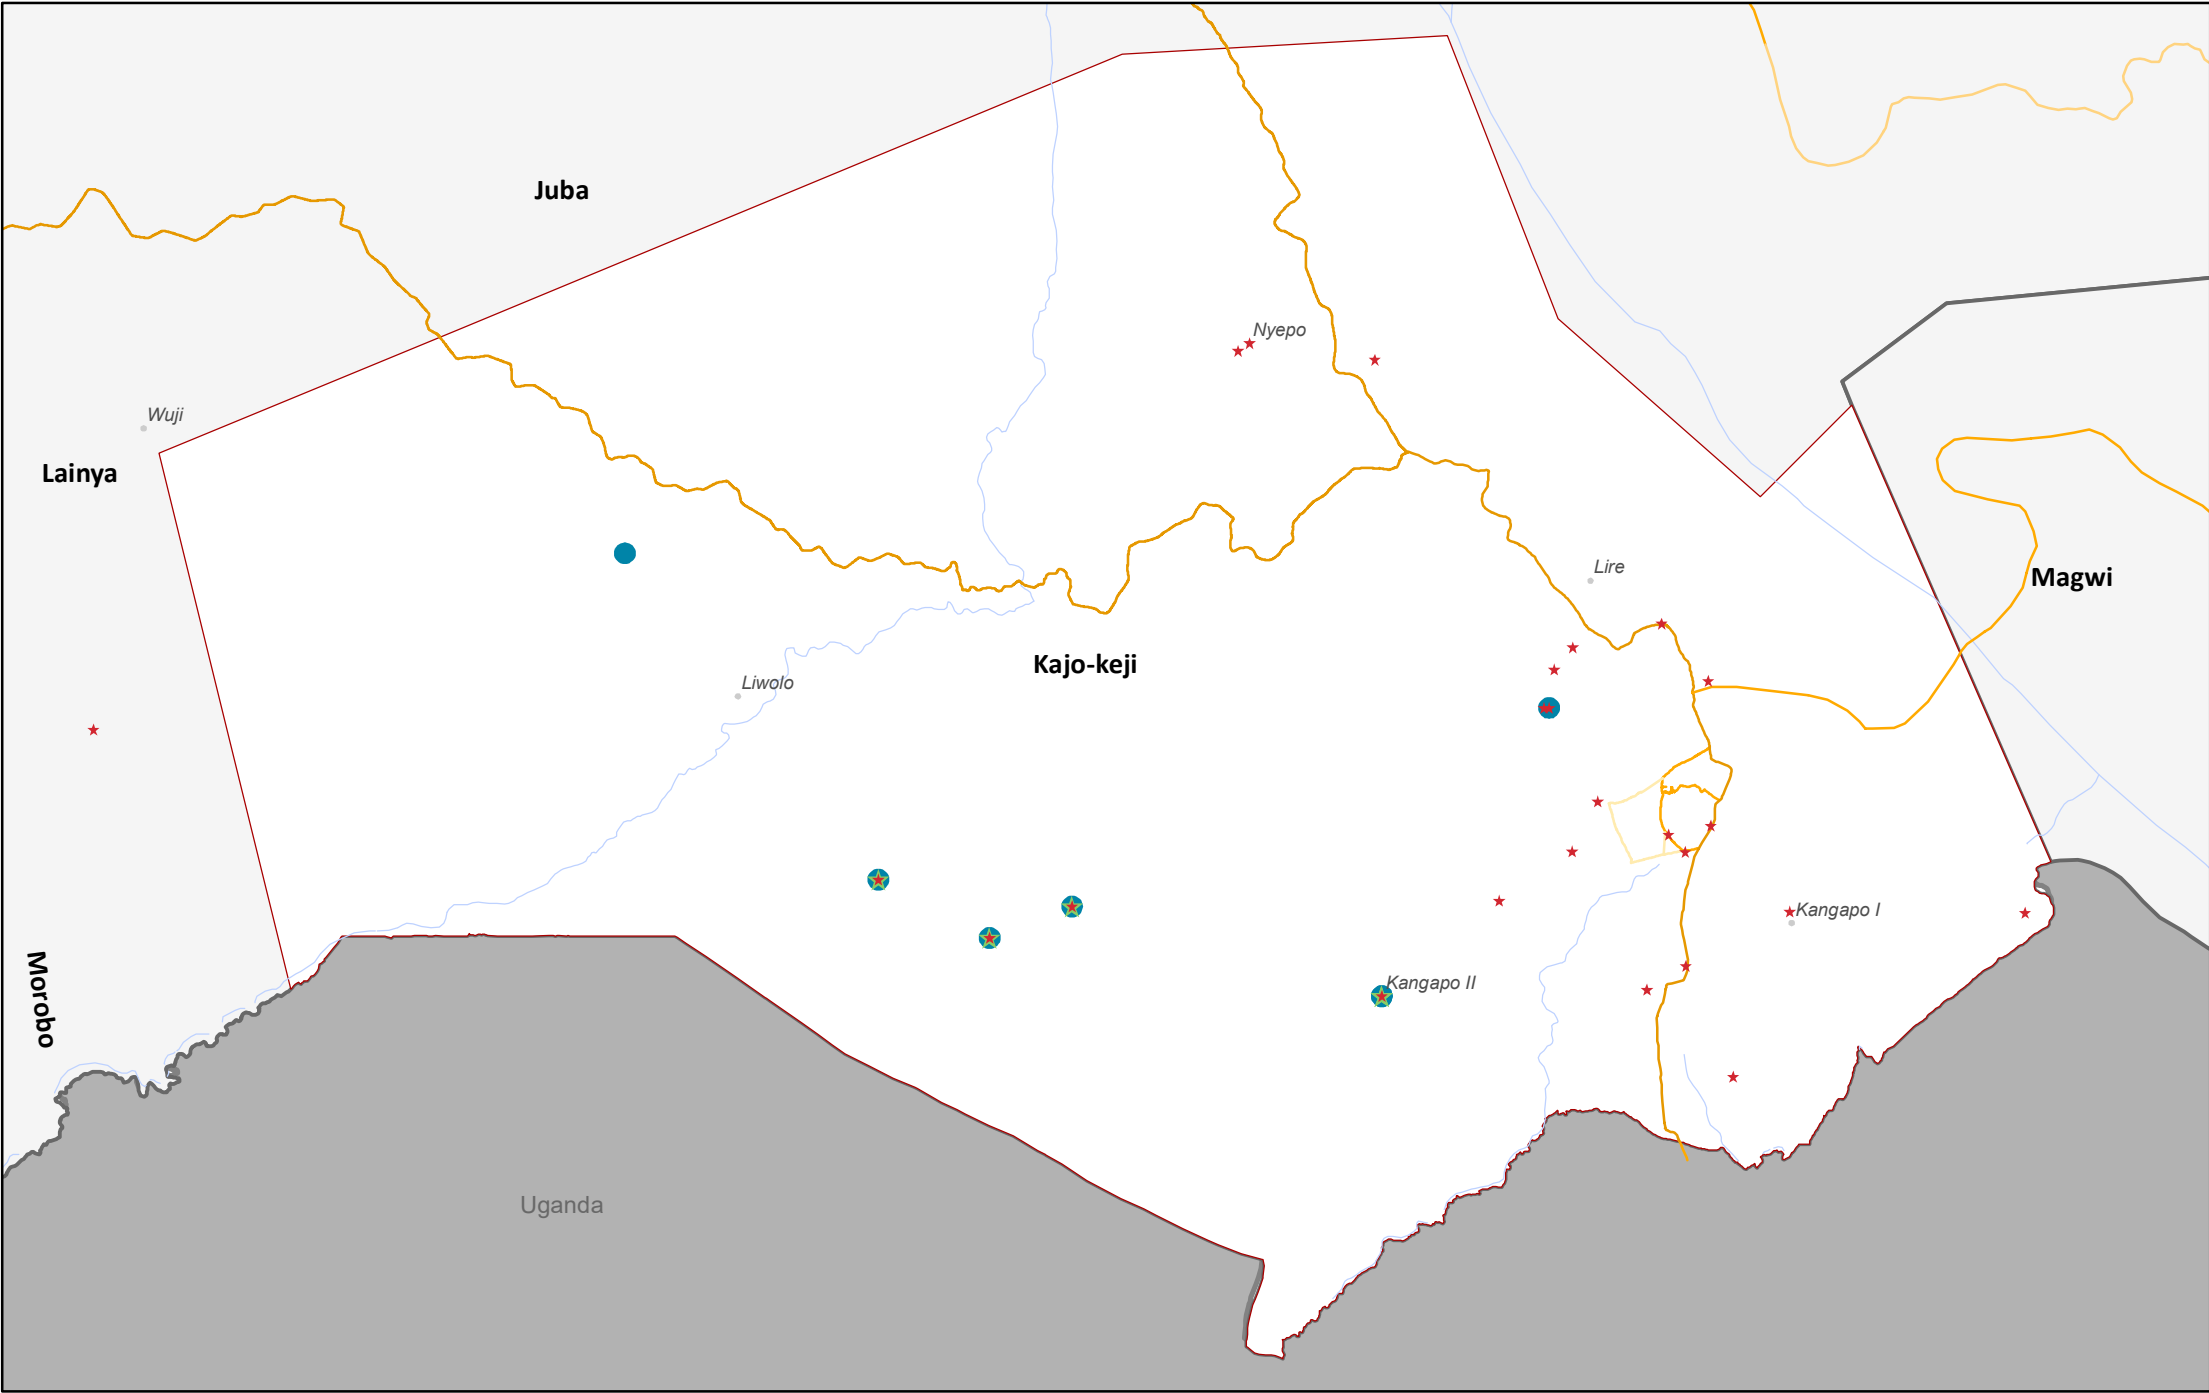 Juba
Nyepo
Wuji
Lainya
Lire
Magwi
Kajo-keji
Liwolo
Kangapo I
Morobo
Kangapo II
Uganda